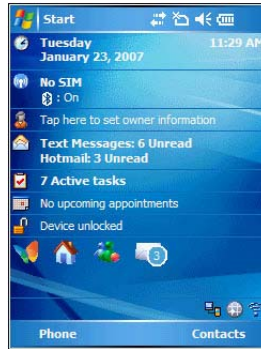 Start
Tuesday 11:29 AM
January 23, 2007
No SIM
: On
Tap here to set owner information
Text Messages: 6 Unread
Hotmail: 3 Unread
7 Active tasks
No upcoming appointments
Device unlocked
3
Phone Contacts